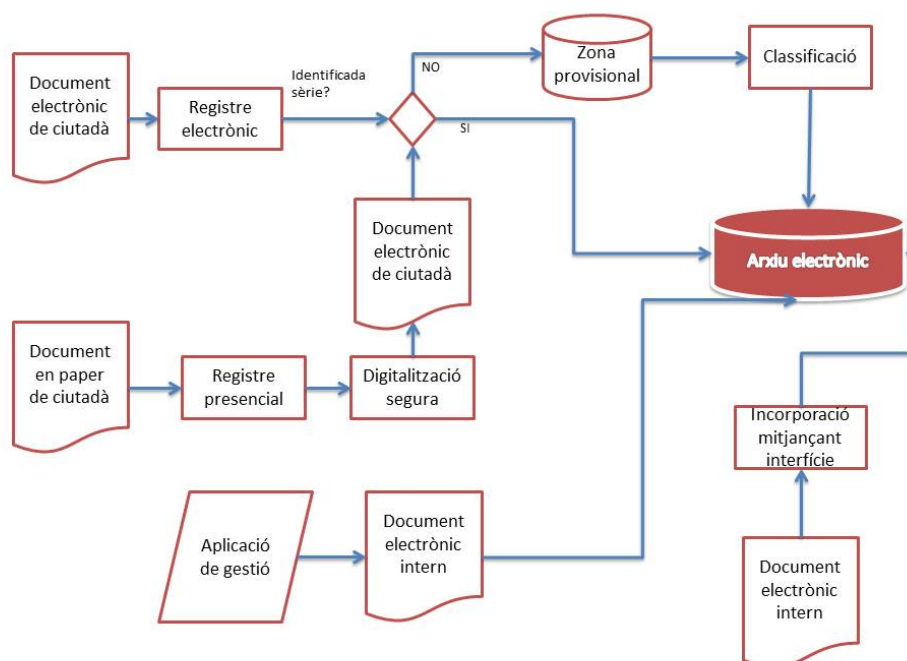 Document
electrònic
de ciutadà
Registre
electrònic
Identificada
sèrie?
NO
SI
Zona
provisional
Classificació
Document
electrònic
de ciutadà
Arxiu electrònic
Document
en paper
de ciutadà
Registre
presencial
Digitalització
segura
Incorporació
mitjançant
interfície
Aplicació
de gestió
Document
electrònic
intern
Document
electrònic
intern